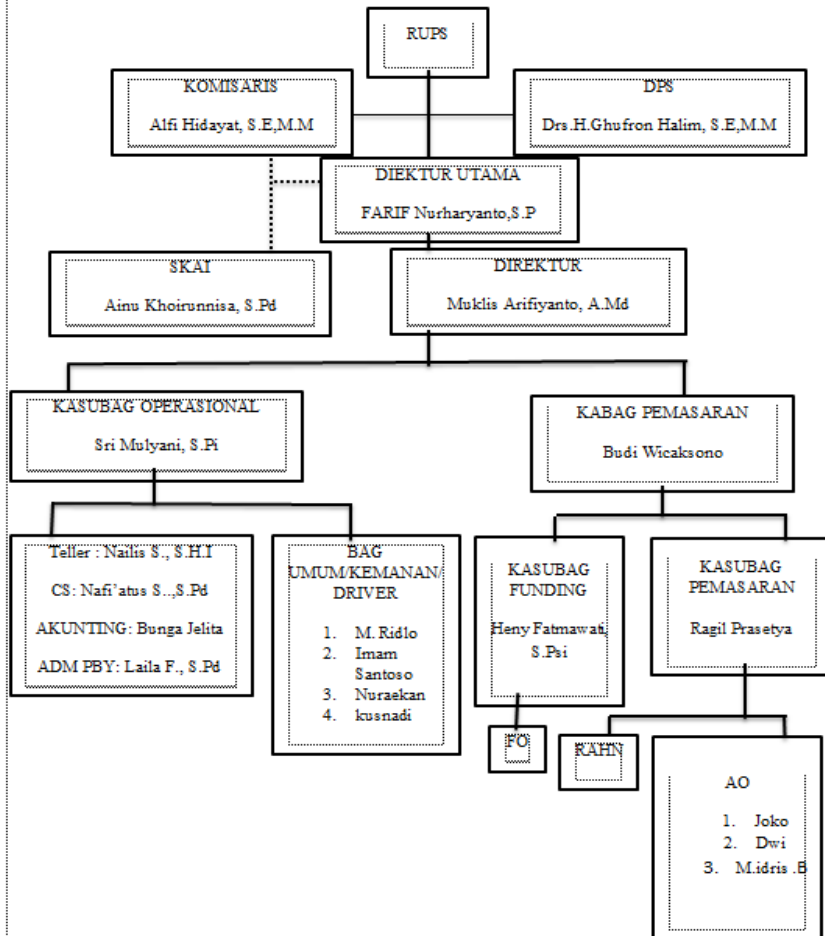 RUPS
KOMISARIS
Alfi Hidayat, S.E,M.M
DPS
Drs.H.Ghufron Halim, S.E,M.M
DIEKTUR UTAMA
FARIF Nurharyanto,S.P
SKAI
Ainu Khoirunnisa, S.Pd
DIREKTUR
Muklis Arifiyanto, A.Md
KASUBAG OPERASIONAL
Sri Mulyani, S.Pi
KABAG PEMASARAN
Budi Wicaksono
Teller : Nailis S., S.H.I
CS: Nafi’atus S..,S.Pd
AKUNTING: Bunga Jelita
ADM PBY: Laila F., S.Pd
BAG
UMUM/KEMANAN/
DRIVER
1. M. Ridlo
2. Imam
Santoso
3. Nuraekan
4. kusnadi
KASUBAG
FUNDING
Heny Fatmawati,
S.Psi
KASUBAG
PEMASARAN
Ragil Prasetya
FO
RAHN
AO
1. Joko
2. Dwi
3. M.idris .B